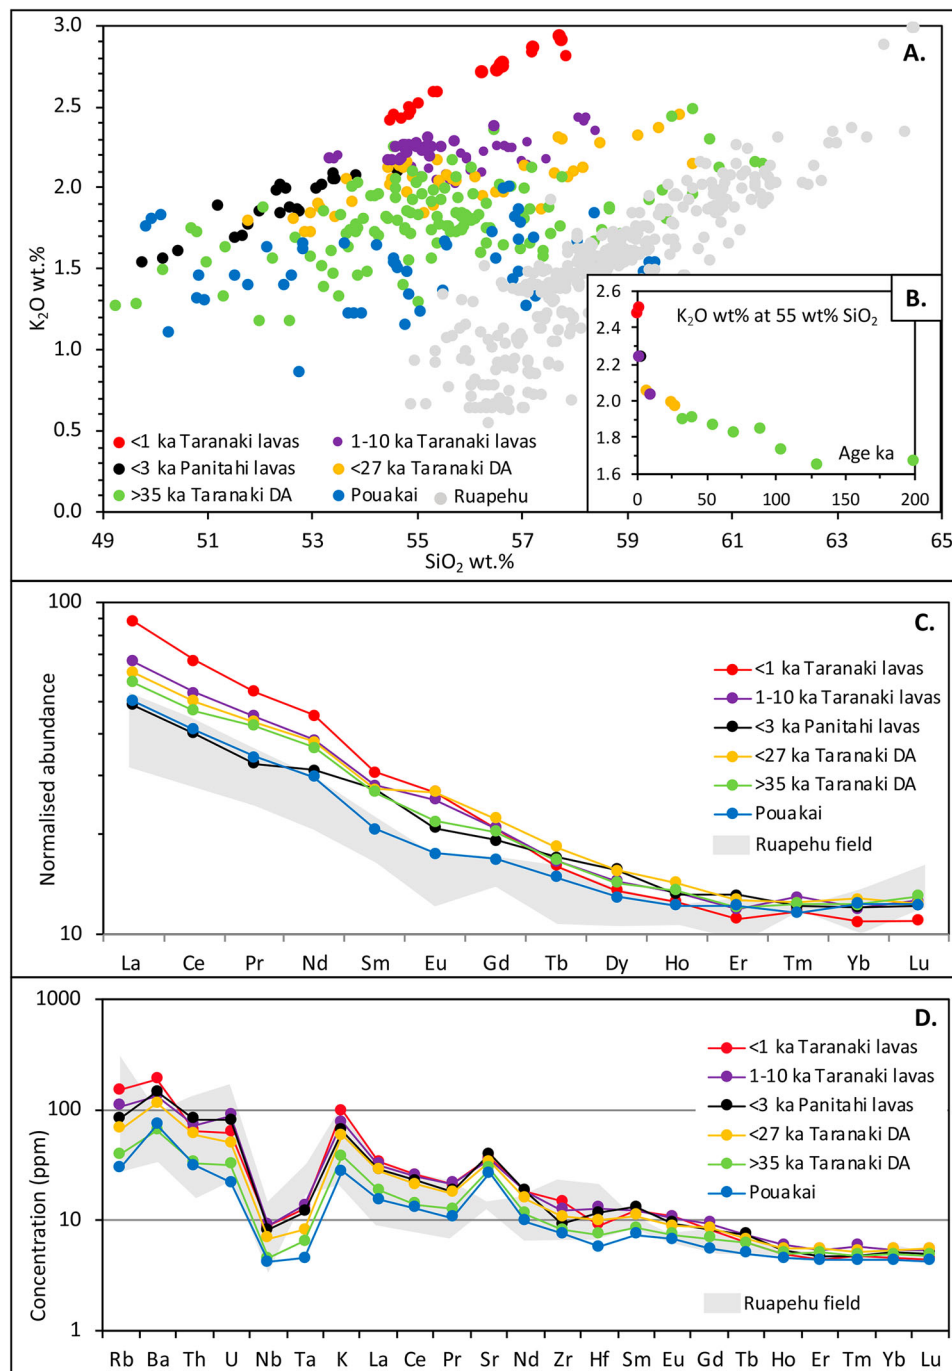 A.
3.0
2.5
2.0
1.5
1.0
0.5
0.0
K₂O wt.%
<1 ka Taranaki lavas
1-10 ka Taranaki lavas
<3 ka Panitahi lavas
<27 ka Taranaki DA
>35 ka Taranaki DA
Pouakai
Ruapehu
49 51 53 55 57 59 61 63 65
SiO₂ wt.%
B.
K₂O wt% at 55 wt% SiO₂
2.6
2.4
2.2
2.0
1.8
1.6
Age ka
0 50 100 150 200
C.
100
10
Normalised abundance
<1 ka Taranaki lavas
1-10 ka Taranaki lavas
<3 ka Panitahi lavas
<27 ka Taranaki DA
>35 ka Taranaki DA
Pouakai
Ruapehu field
La Ce Pr Nd Sm Eu Gd Tb Dy Ho Er Tm Yb Lu
D.
1000
100
10
1
Concentration (ppm)
<1 ka Taranaki lavas
1-10 ka Taranaki lavas
<3 ka Panitahi lavas
<27 ka Taranaki DA
>35 ka Taranaki DA
Pouakai
Ruapehu field
Rb Ba Th U Nb Ta K La Ce Pr Sr Nd Zr Hf Sm Eu Gd Tb Ho Er Tm Yb Lu